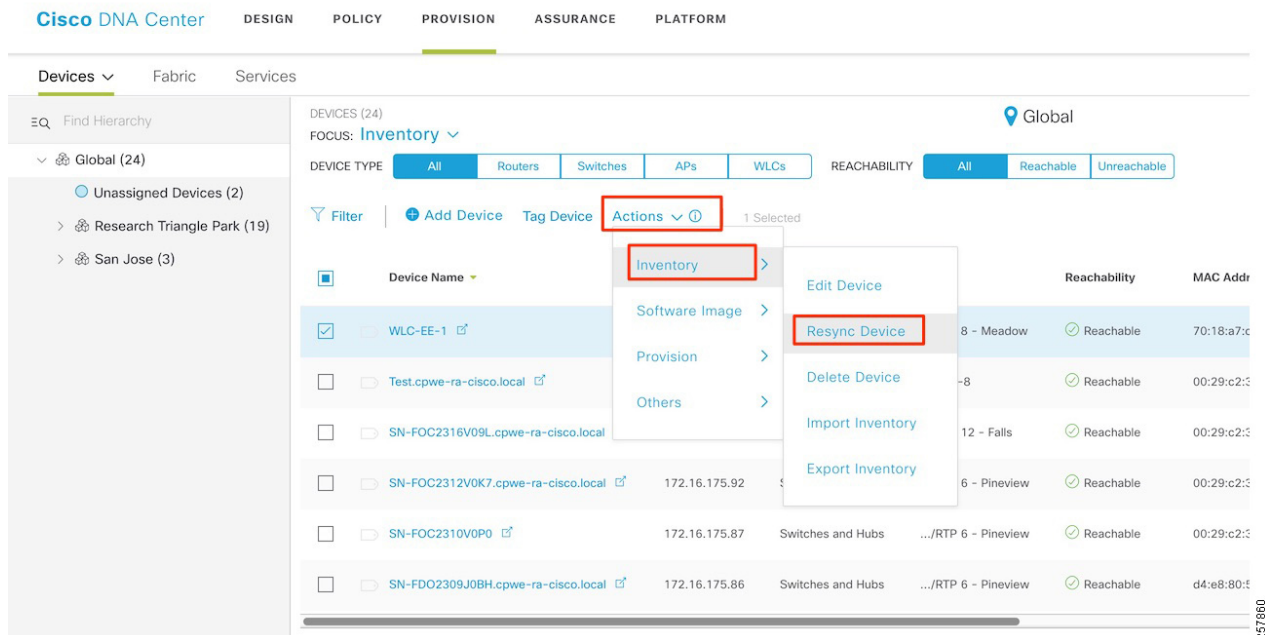 Cisco DNA Center DESIGN POLICY PROVISION ASSURANCE PLATFORM
Devices Fabric Services
Find Hierarchy
Global (24)
Unassigned Devices (2)
Research Triangle Park (19)
San Jose (3)
DEVICES (24)
FOCUS: Inventory
Global
DEVICE TYPE All Routers Switches APs WLCs REACHABILITY All Reachable Unreachable
Filter Add Device Tag Device Actions 1 Selected
Inventory
Software Image
Provision
Others
Edit Device
Resync Device
Delete Device
Import Inventory
Export Inventory
Device Name Reachability MAC Addr
WLC-EE-1 8 - Meadow Reachable 70:18:a7:c
Test.cpwe-ra-cisco.local -8 Reachable 00:29:c2:3
SN-FOC2316V09L.cpwe-ra-cisco.local 12 - Falls Reachable 00:29:c2:3
SN-FOC2312V0K7.cpwe-ra-cisco.local 172.16.175.92 6 - Pineview Reachable 00:29:c2:3
SN-FOC2310V0P0 172.16.175.87 Switches and Hubs .../RTP 6 - Pineview Reachable 00:29:c2:3
SN-FDO2309J0BH.cpwe-ra-cisco.local 172.16.175.86 Switches and Hubs .../RTP 6 - Pineview Reachable d4:e8:80:5
257860